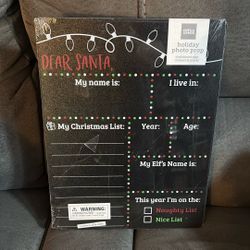 DEAR SANTA,
holiday
photo prop
My name is:
I live in:
My Christmas List:
Year:
Age:
My Elf's Name is:
This year I'm on the:
Naughty List
Nice List
WARNING: